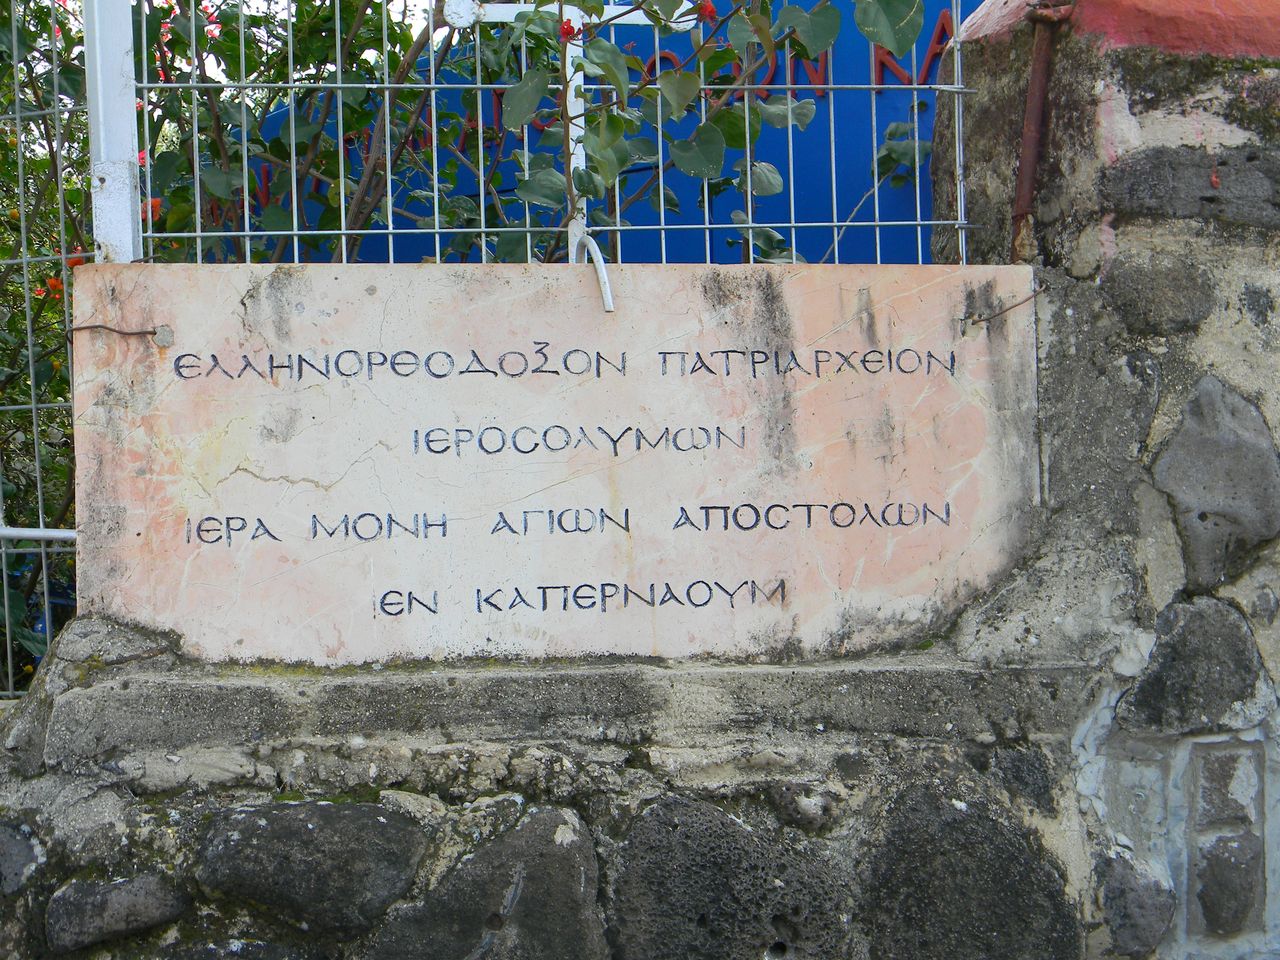 ΕΛΛΗΝΟΡΘΟΔΟΞΟΝ ΠΑΤΡΙΑΡΧΕΙΟΝ
ΙΕΡΟΣΟΛΥΜΩΝ
ΙΕΡΑ ΜΟΝΗ ΑΓΙΩΝ ΑΠΟΣΤΟΛΩΝ
ΕΝ ΚΑΠΕΡΝΑΟΥΜ